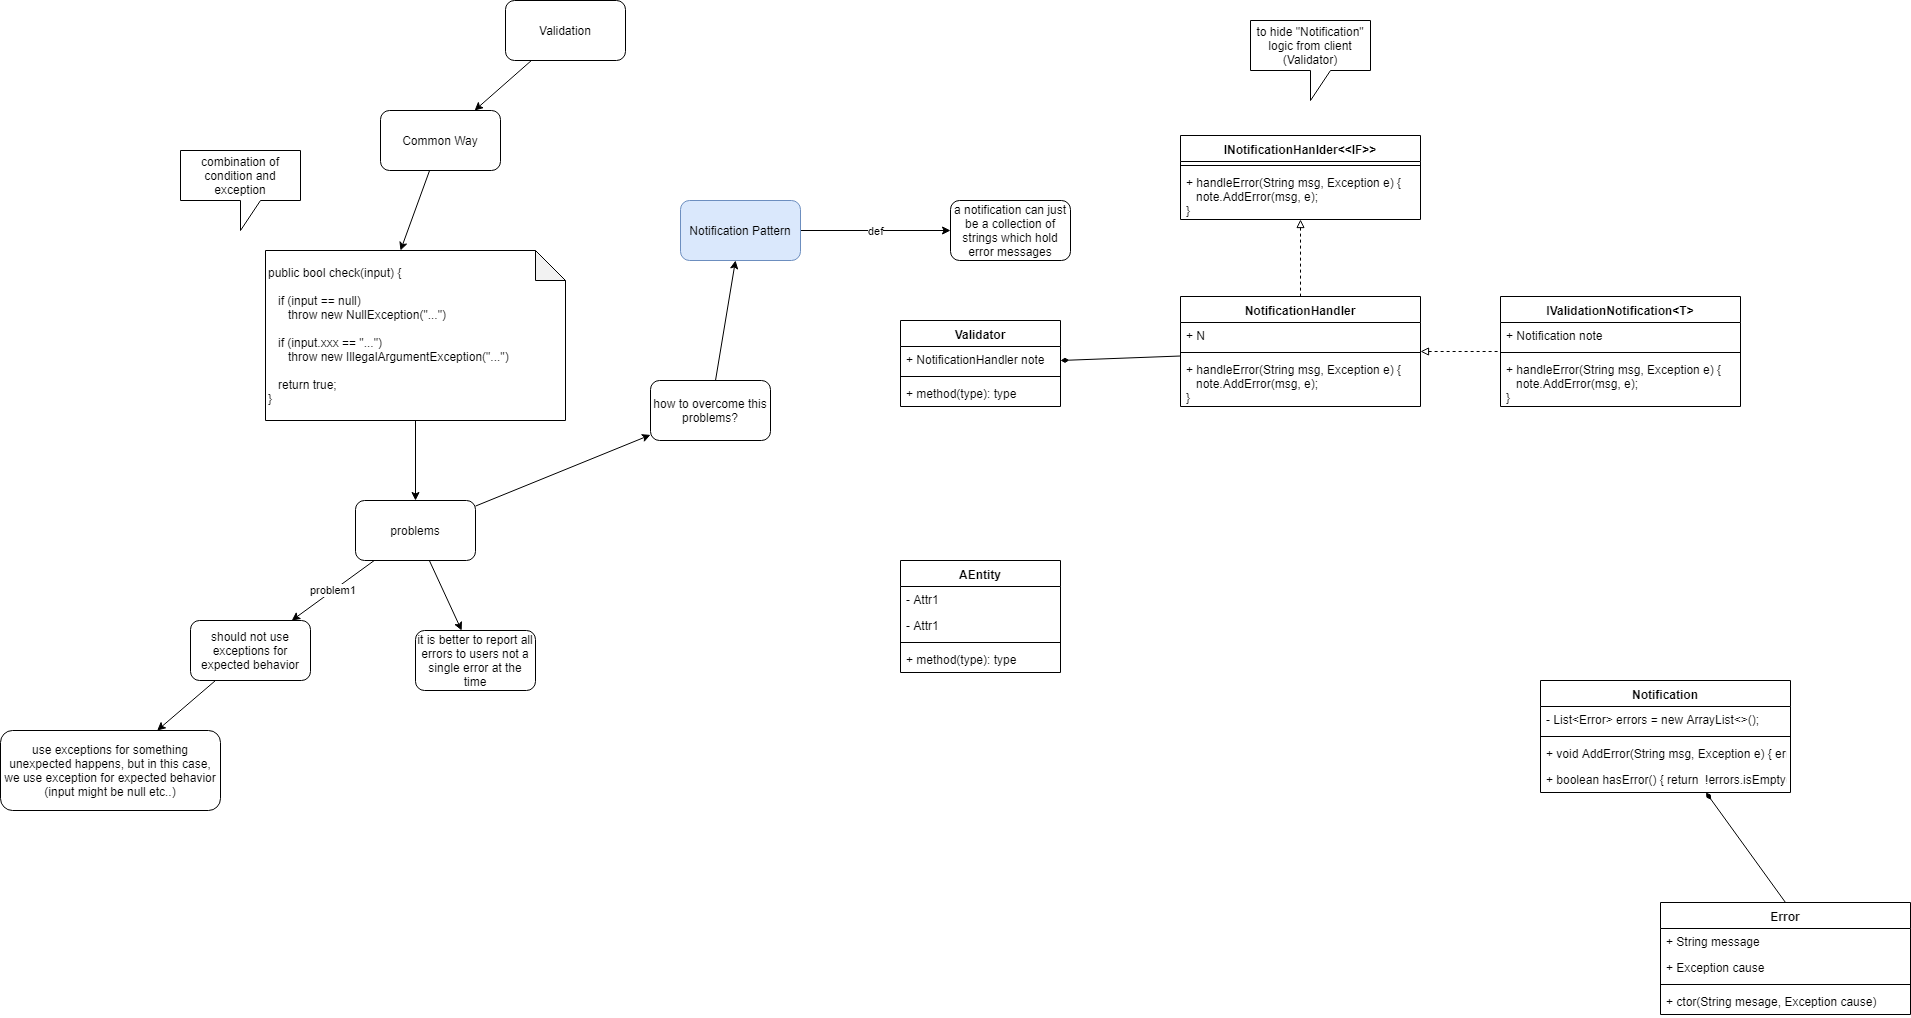 Validation
Common Way
combination of
condition and
exception
public bool check(input) {
if (input == null)
throw new NullException("...")
if (input.xxx == "...")
throw new IllegalArgumentException("...")
return true;
}
problems
problem1
should not use
exceptions for
expected behavior
it is better to report all
errors to users not a
single error at the
time
use exceptions for something
unexpected happens, but in this case,
we use exception for expected behavior
(input might be null etc..)
how to overcome this
problems?
Notification Pattern
def
a notification can just
be a collection of
strings which hold
error messages
to hide "Notification"
logic from client
(Validator)
INotificationHanlder<<IF>>
+ handleError(String msg, Exception e) {
note.AddError(msg, e);
}
Validator
+ NotificationHandler note
+ method(type): type
NotificationHandler
+ N
+ handleError(String msg, Exception e) {
note.AddError(msg, e);
}
IValidationNotification<T>
+ Notification note
+ handleError(String msg, Exception e) {
note.AddError(msg, e);
}
AEntity
- Attr1
- Attr1
+ method(type): type
Notification
- List<Error> errors = new ArrayList<>();
+ void AddError(String msg, Exception e) { er
+ boolean hasError() { return  !errors.isEmpty
Error
+ String message
+ Exception cause
+ ctor(String mesage, Exception cause)